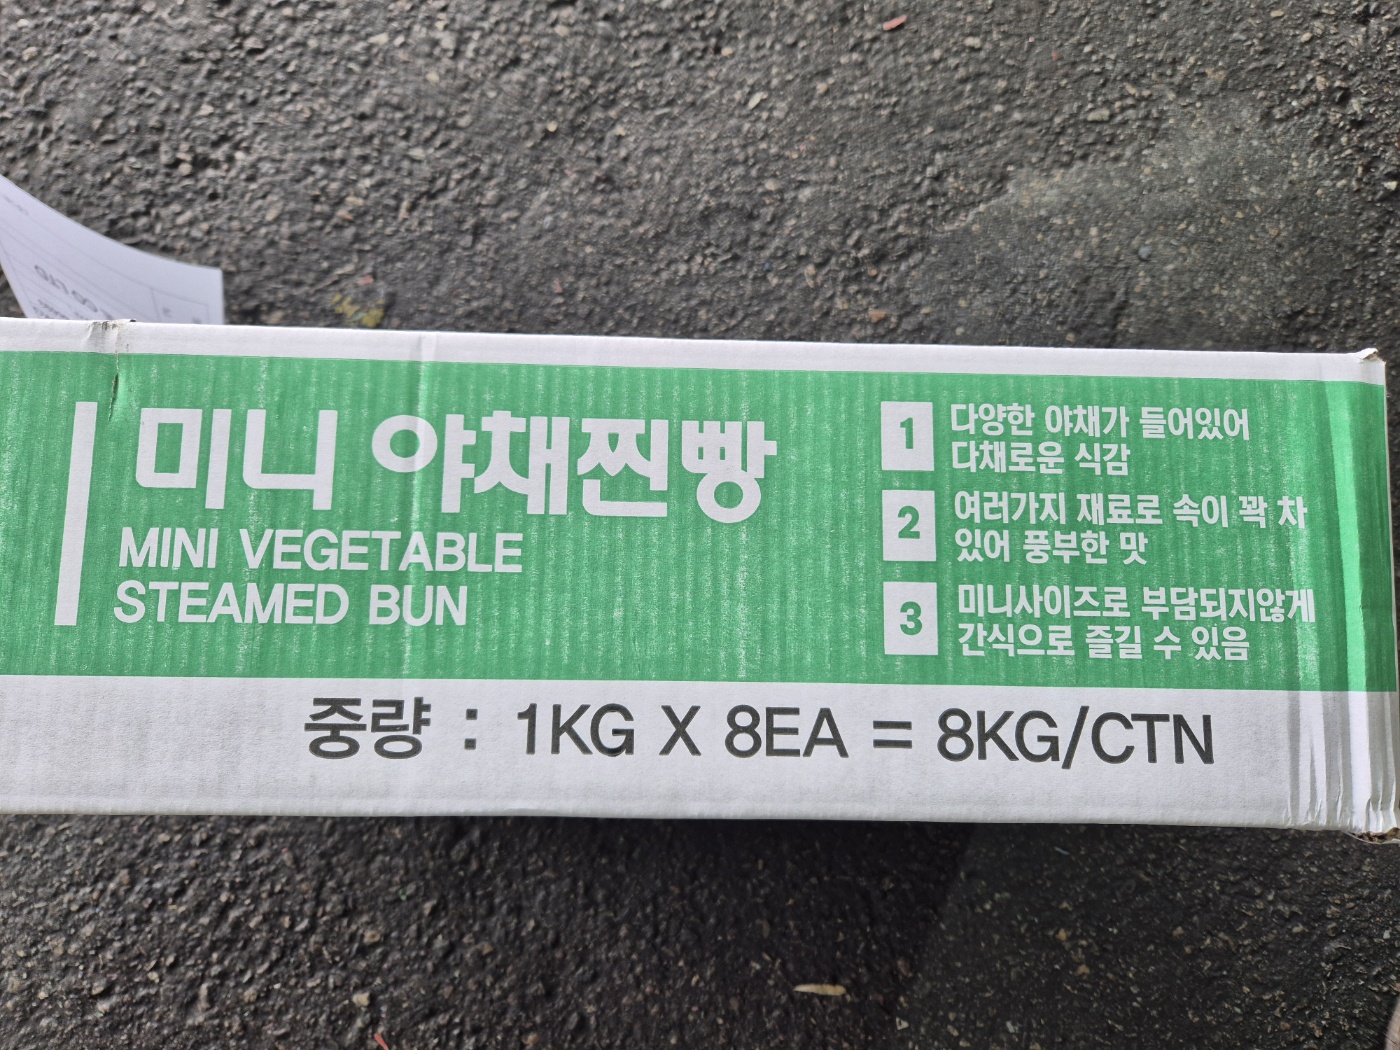 미니 야채찐빵
MINI VEGETABLE
STEAMED BUN
1 다양한 야채가 들어있어
다채로운 식감
2 여러가지 재료로 속이 꽉 차
있어 풍부한 맛
3 미니사이즈로 부담되지않게
간식으로 즐길 수 있음
중량 : 1KG X 8EA = 8KG/CTN